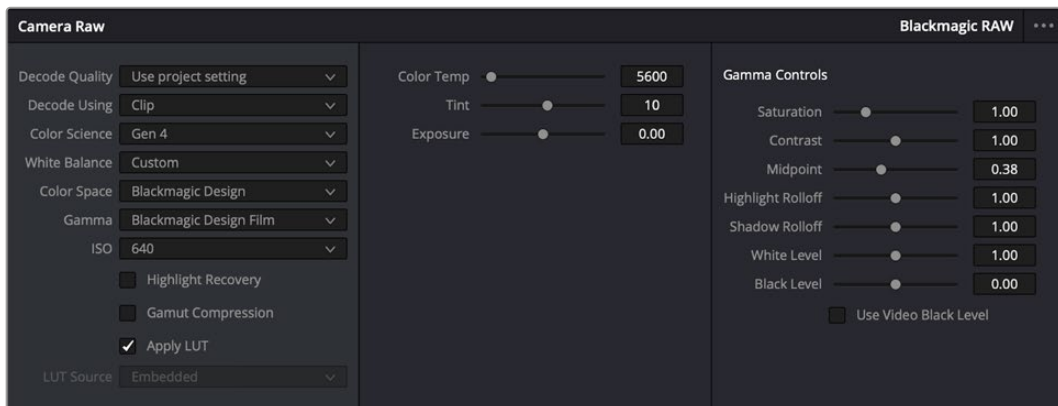 Camera Raw
Blackmagic RAW
Decode Quality Use project setting
Decode Using Clip
Color Science Gen 4
White Balance Custom
Color Space Blackmagic Design
Gamma Blackmagic Design Film
ISO 640
Highlight Recovery
Gamut Compression
Apply LUT
LUT Source Embedded
Color Temp 5600
Tint 10
Exposure 0.00
Gamma Controls
Saturation 1.00
Contrast 1.00
Midpoint 0.38
Highlight Rolloff 1.00
Shadow Rolloff 1.00
White Level 1.00
Black Level 0.00
Use Video Black Level